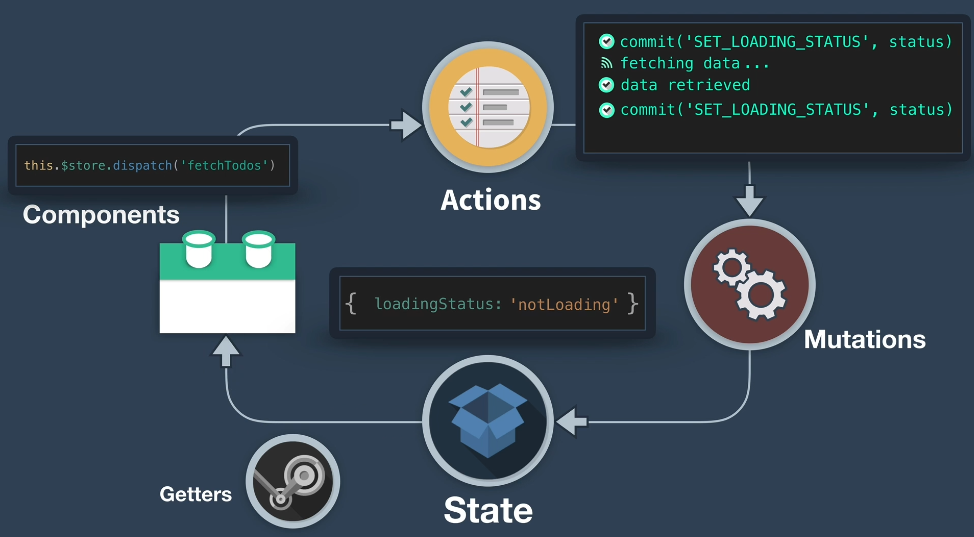 commit('SET_LOADING_STATUS', status)
fetching data...
data retrieved
commit('SET_LOADING_STATUS', status)
this.$store.dispatch('fetchTodos')
Actions
Components
{ loadingStatus: 'notLoading' }
Mutations
Getters
State